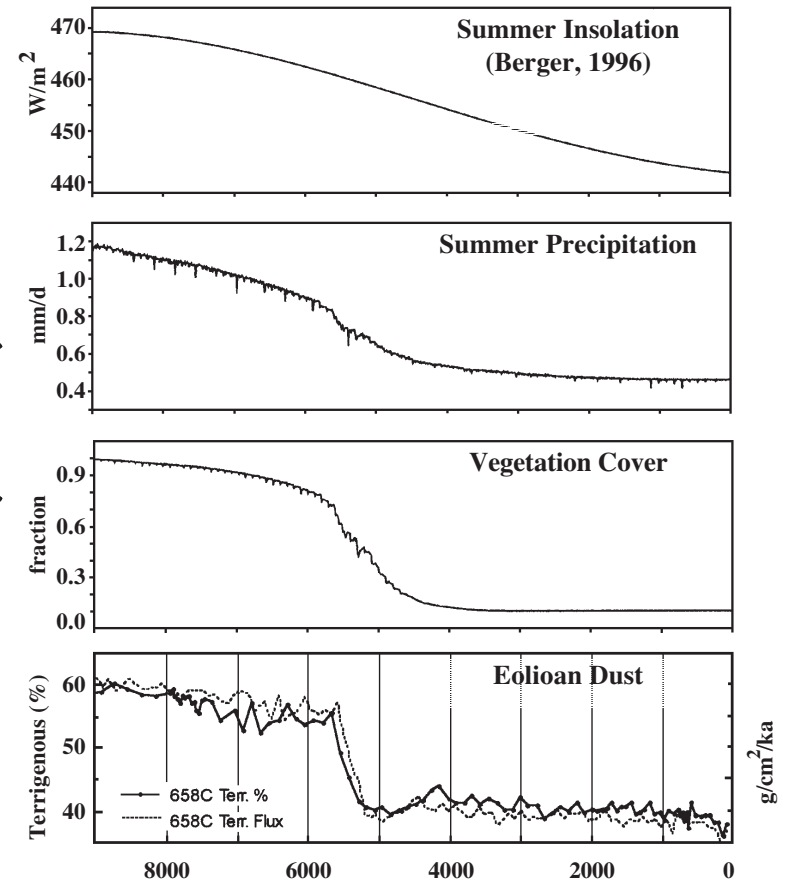 Summer Insolation
(Berger, 1996)
W/m2
470
460
450
440
Summer Precipitation
mm/d
1.2
1.0
0.8
0.6
0.4
Vegetation Cover
fraction
0.9
0.6
0.3
0.0
Eolioan Dust
Terrigenous (%)
60
50
40
658C Terr. %
658C Terr. Flux
g/cm2/ka
8000 6000 4000 2000 0